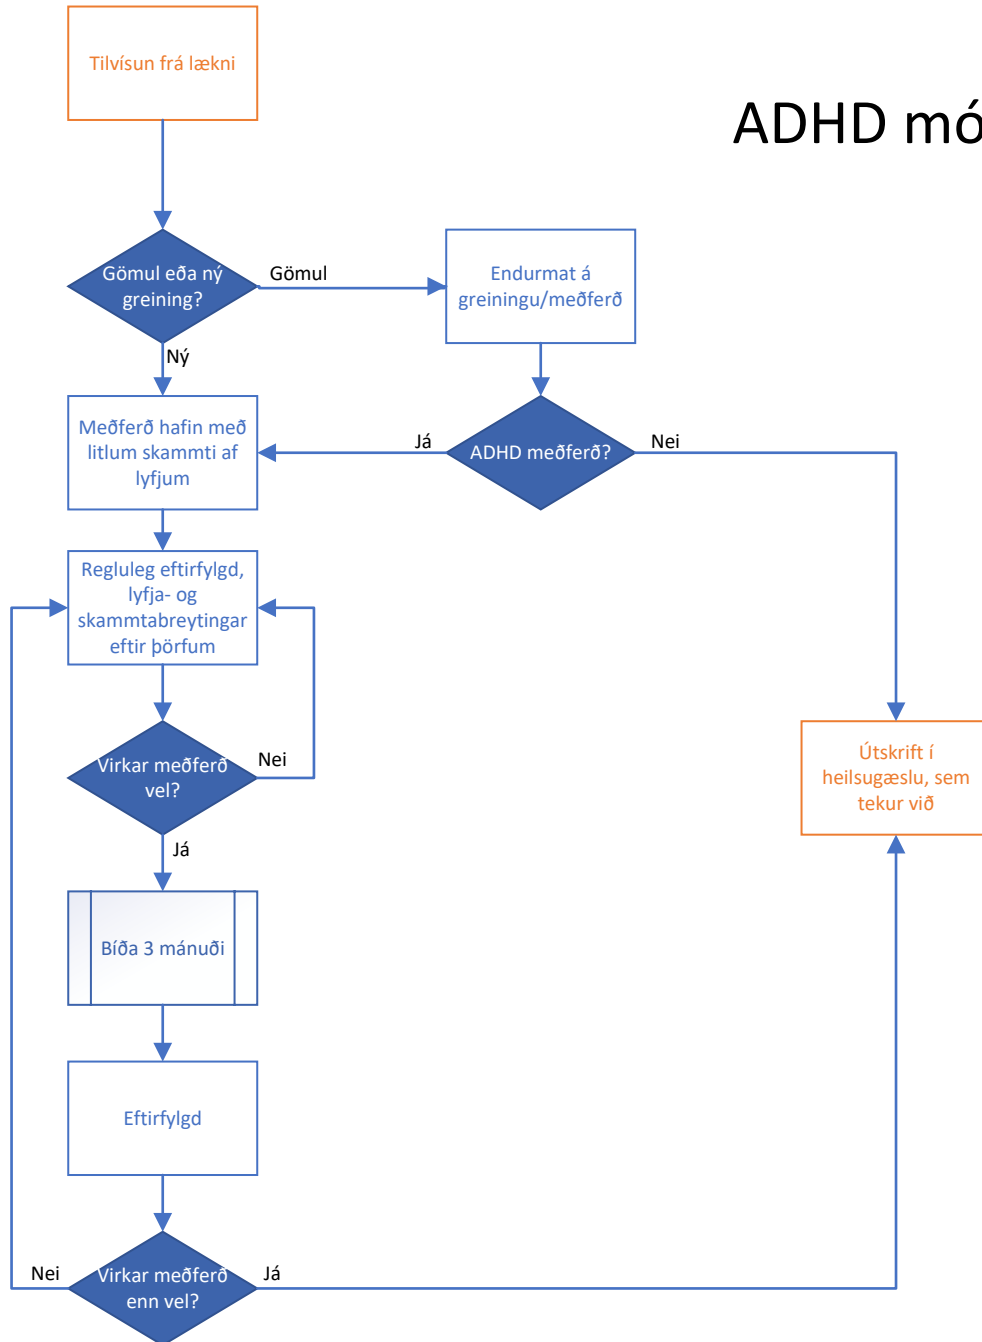 Tilvísun frá lækni
ADHD mó
Gömul eða ný
greining?
Gömul
Endurmat á
greiningu/meðferð
Ný
Meðferð hafin með
litlum skammti af
lyfjum
Já
ADHD meðferð?
Nei
Regluleg eftirfylgd,
lyfja- og
skammtabreytingar
eftir þörfum
Virkar meðferð
vel?
Nei
Útskrift í
heilsugæslu, sem
tekur við
Já
Bíða 3 mánuði
Eftirfylgd
Nei
Virkar meðferð
enn vel?
Já